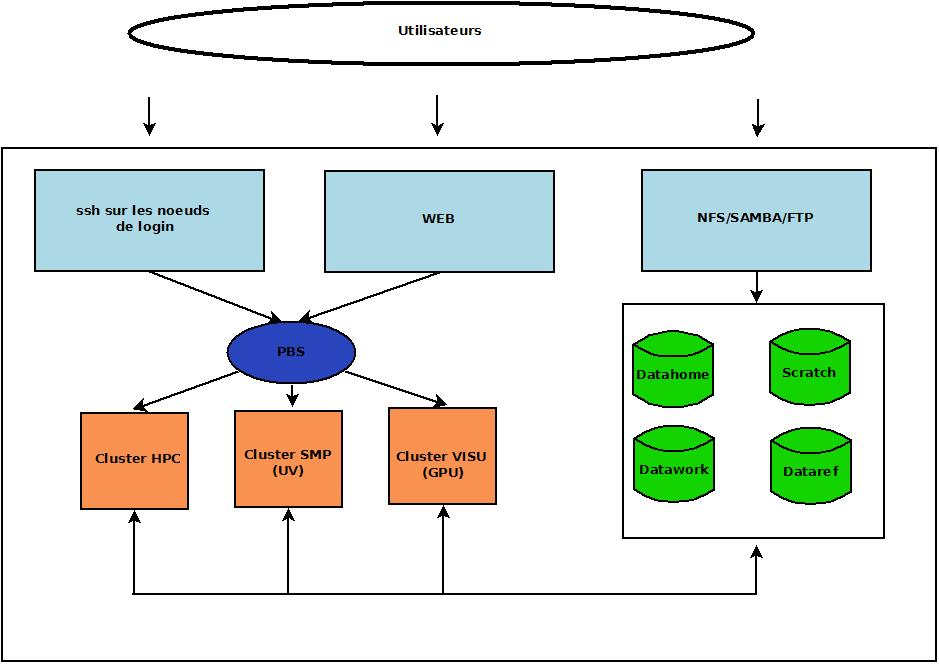 Utilisateurs
ssh sur les noeuds
de login
WEB
NFS/SAMBA/FTP
PBS
Cluster HPC
Cluster SMP
(UV)
Cluster VISU
(GPU)
Datahome
Scratch
Datawork
Dataref